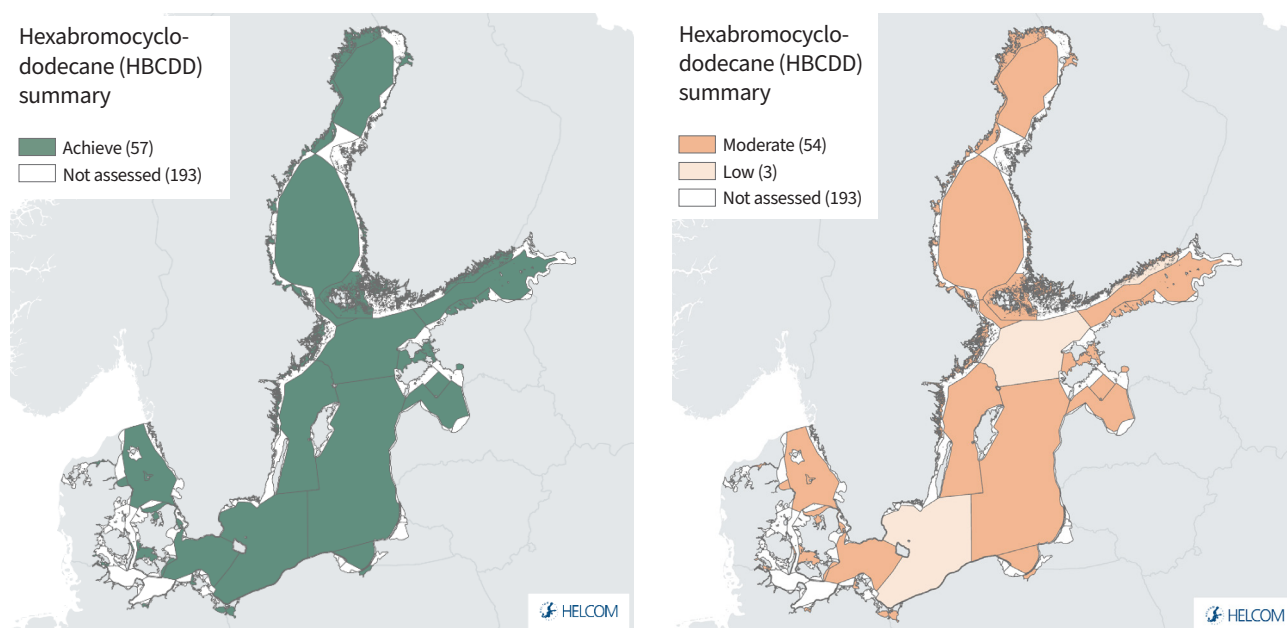 Hexabromocyclo-
dodecane (HBCDD)
summary
Achieve (57)
Not assessed (193)
HELCOM
Hexabromocyclo-
dodecane (HBCDD)
summary
Moderate (54)
Low (3)
Not assessed (193)
HELCOM